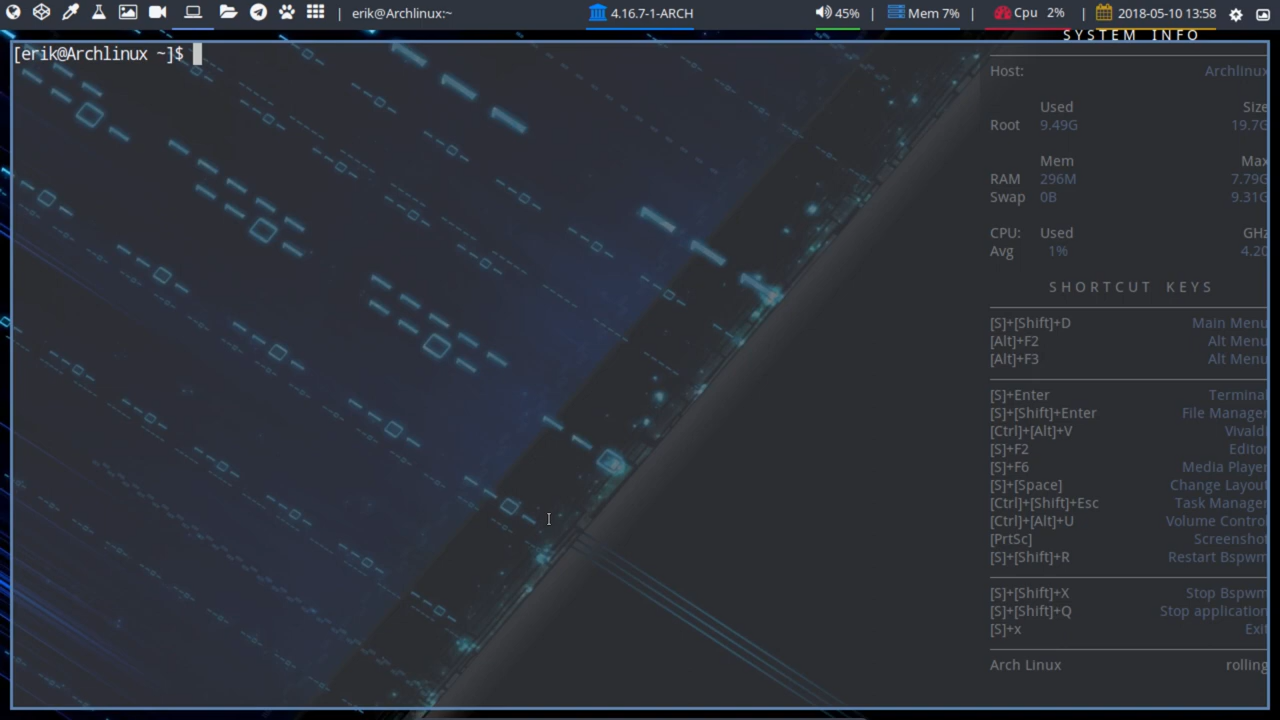 erik@Archlinux:~ 4.16.7-1-ARCH 45% | Mem 7% | Cpu 2% | 2018-05-10 13:58
[erik@Archlinux ~]$
SYSTEM INFO
Host: Archlinux
Used Size
Root 9.49G 19.7G
Mem Max
RAM 296M 7.79G
Swap 0B 9.31G
CPU: Used GHz
Avg 1% 4.20
SHORTCUT KEYS
[S]+[Shift]+D Main Menu
[Alt]+F2 Alt Menu
[Alt]+F3 Alt Menu
[S]+Enter Terminal
[S]+[Shift]+Enter File Manager
[Ctrl]+[Alt]+V Vivaldi
[S]+F2 Editor
[S]+F6 Media Player
[S]+[Space] Change Layout
[Ctrl]+[Shift]+Esc Task Manager
[Ctrl]+[Alt]+U Volume Control
[PrtSc] Screenshot
[S]+[Shift]+R Restart Bspwm
[S]+[Shift]+X Stop Bspwm
[S]+[Shift]+Q Stop application
[S]+x Exit
Arch Linux rolling